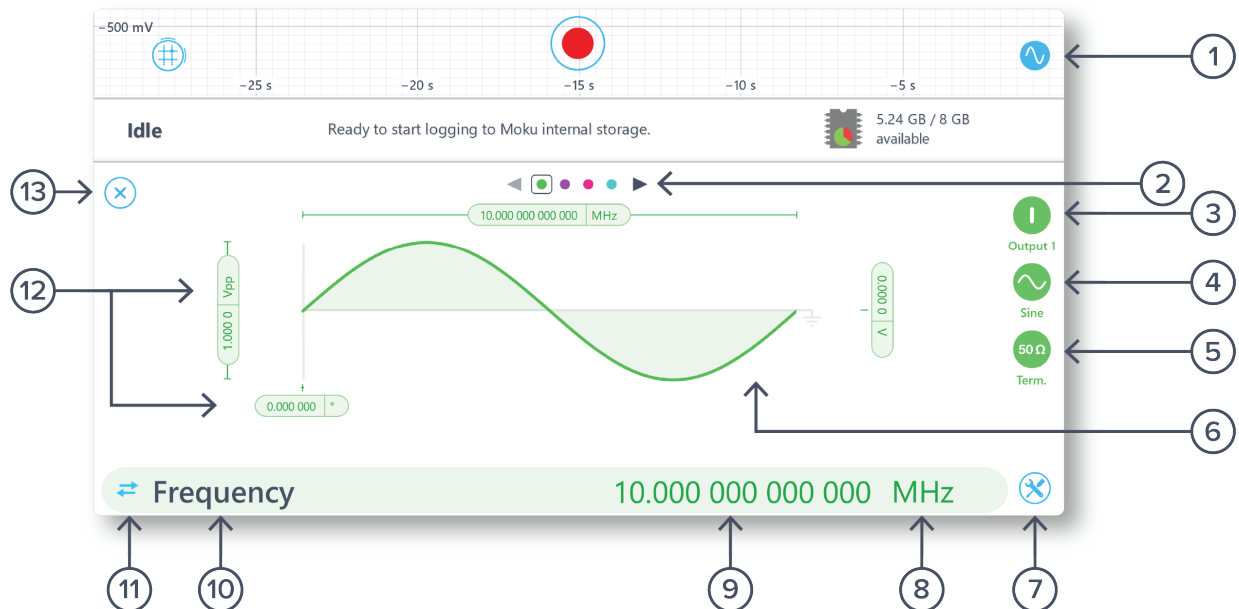 −500 mV
1
−25 s −20 s −15 s −10 s −5 s
Idle
Ready to start logging to Moku internal storage.
5.24 GB / 8 GB
available
2
13
10.000 000 000 000 MHz
3
Output 1
12
1.000 0 Vpp
0.000 0 V
4
Sine
50 Ω
5
Term.
0.000 000 °
6
Frequency 10.000 000 000 000 MHz
11 10 9 8 7